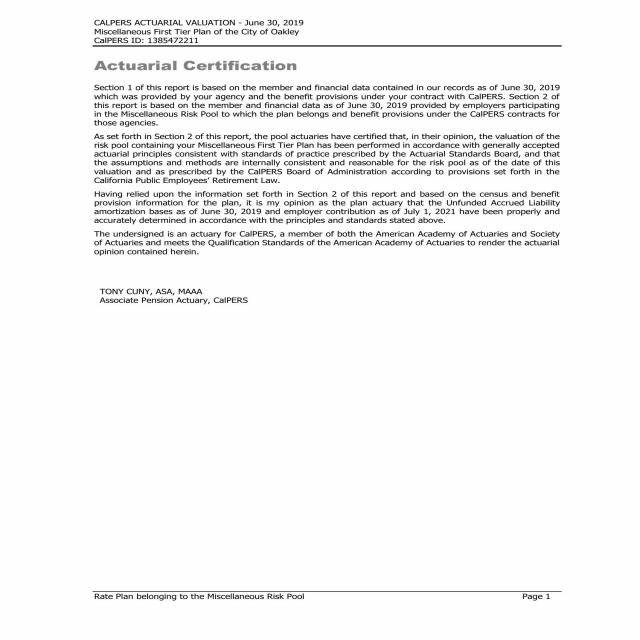 CALPERS ACTUARIAL VALUATION - June 30, 2019
Miscellaneous First Tier Plan of the City of Oakley
CalPERS ID: 1385472211
Actuarial Certification
Section 1 of this report is based on the member and financial data contained in our records as of June 30, 2019
which was provided by your agency and the benefit provisions under your contract with CalPERS. Section 2 of
this report is based on the member and financial data as of June 30, 2019 provided by employers participating
in the Miscellaneous Risk Pool to which the plan belongs and benefit provisions under the CalPERS contracts for
those agencies.
As set forth in Section 2 of this report, the pool actuaries have certified that, in their opinion, the valuation of the
risk pool containing your Miscellaneous First Tier Plan has been performed in accordance with generally accepted
actuarial principles consistent with standards of practice prescribed by the Actuarial Standards Board, and that
the assumptions and methods are internally consistent and reasonable for the risk pool as of the date of this
valuation and as prescribed by the CalPERS Board of Administration according to provisions set forth in the
California Public Employees' Retirement Law.
Having relied upon the information set forth in Section 2 of this report and based on the census and benefit
provision information for the plan, it is my opinion as the plan actuary that the Unfunded Accrued Liability
amortization bases as of June 30, 2019 and employer contribution as of July 1, 2021 have been properly and
accurately determined in accordance with the principles and standards stated above.
The undersigned is an actuary for CalPERS, a member of both the American Academy of Actuaries and Society
of Actuaries and meets the Qualification Standards of the American Academy of Actuaries to render the actuarial
opinion contained herein.
TONY CUNY, ASA, MAAA
Associate Pension Actuary, CalPERS
Rate Plan belonging to the Miscellaneous Risk Pool Page 1